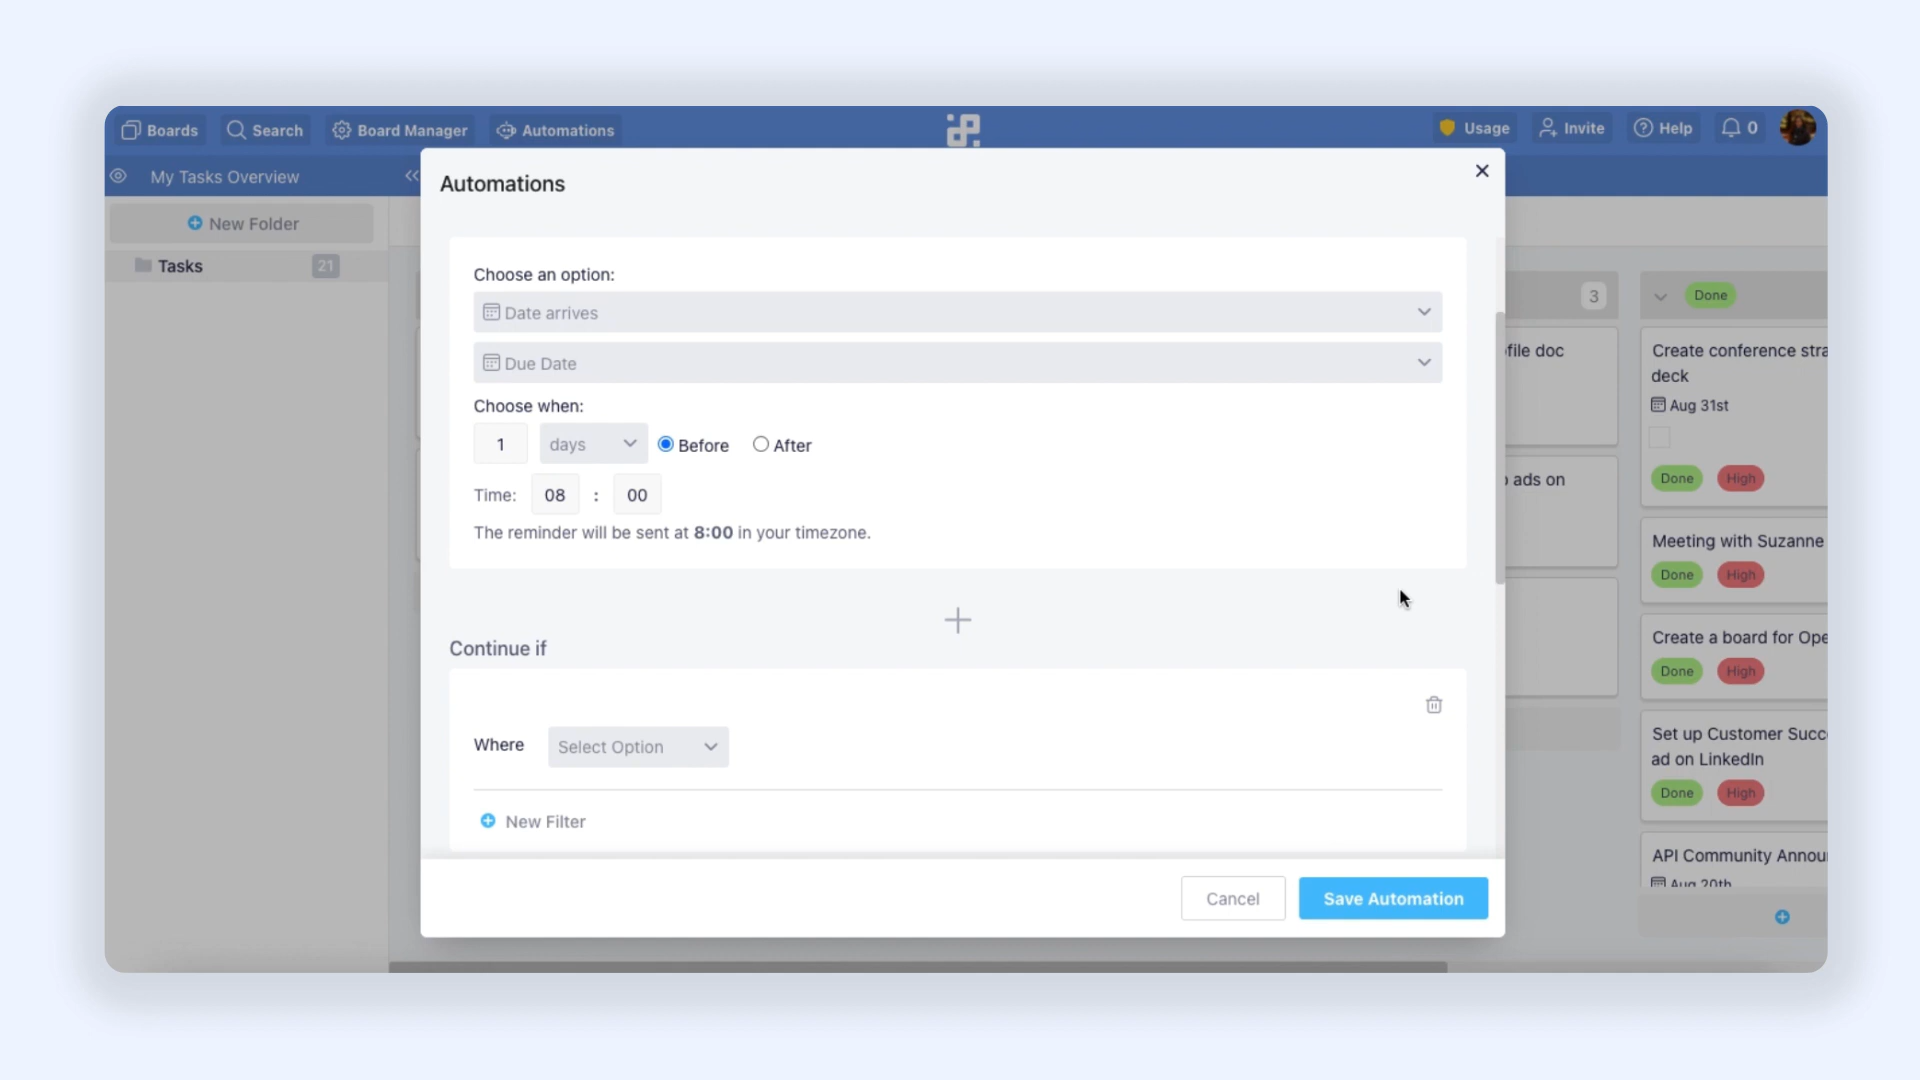 Boards
Search
Board Manager
Automations
Usage
Invite
Help
0
My Tasks Overview
New Folder
Tasks
21
Automations
Choose an option:
Date arrives
Due Date
Choose when:
1
days
Before
After
Time:
08
:
00
The reminder will be sent at 8:00 in your timezone.
Continue if
Where
Select Option
New Filter
Cancel
Save Automation
3
file doc
ads on
Done
Create conference stra
deck
Aug 31st
Done
High
Meeting with Suzanne
Done
High
Create a board for Ope
Done
High
Set up Customer Succ
ad on LinkedIn
Done
High
API Community Annou
Aug 20th